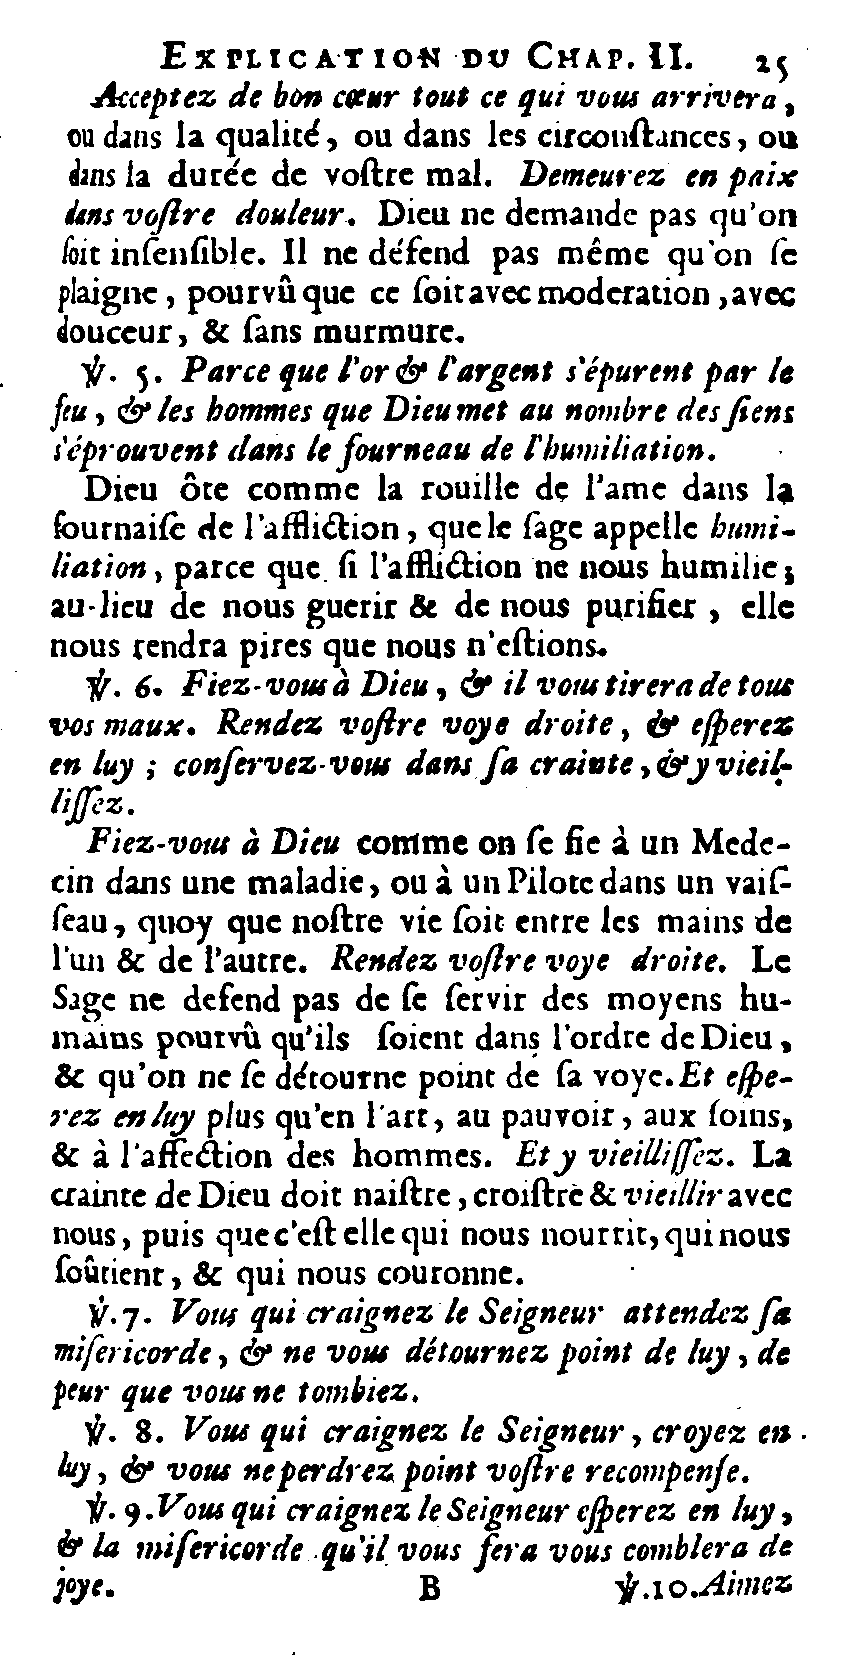 EXPLICATION DU CHAP. II. 25
Acceptez de bon cœur tout ce qui vous arrivera,
ou dans la qualité, ou dans les circonſtances, ou
dans la durée de voſtre mal. Demeurez en paix
dans voſtre douleur. Dieu ne demande pas qu'on
ſoit inſenſible. Il ne défend pas même qu'on ſe
plaigne, pourvû que ce ſoit avec moderation, avec
douceur, & ſans murmure.
℣. 5. Parce que l'or & l'argent s'épurent par le
feu, & les hommes que Dieu met au nombre des ſiens
s'éprouvent dans le fourneau de l'humiliation.
Dieu ôte comme la rouille de l'ame dans la
fournaiſe de l'affliction, que le ſage appelle humi-
liation, parce que ſi l'affliction ne nous humilie;
au-lieu de nous guerir & de nous purifier, elle
nous rendra pires que nous n'eſtions.
℣. 6. Fiez-vous à Dieu, & il vous tirera de tous
vos maux. Rendez voſtre voye droite, & eſperez
en luy; conſervez-vous dans ſa crainte, & y vieil-
liſſez.
Fiez-vous à Dieu comme on ſe fie à un Mede-
cin dans une maladie, ou à un Pilote dans un vaiſ-
ſeau, quoy que noſtre vie ſoit entre les mains de
l'un & de l'autre. Rendez voſtre voye droite. Le
Sage ne defend pas de ſe ſervir des moyens hu-
mains pourvû qu'ils ſoient dans l'ordre de Dieu,
& qu'on ne ſe détourne point de ſa voye. Et eſpe-
rez en luy plus qu'en l'art, au pauvoir, aux ſoins,
& à l'affection des hommes. Et y vieilliſſez. La
crainte de Dieu doit naiſtre, croiſtre & vieillir avec
nous, puis que c'eſt elle qui nous nourrit, qui nous
ſoûtient, & qui nous couronne.
℣. 7. Vous qui craignez le Seigneur attendez ſa
miſericorde, & ne vous détournez point de luy, de
peur que vous ne tombiez.
℣. 8. Vous qui craignez le Seigneur, croyez en
luy, & vous ne perdrez point voſtre recompenſe.
℣. 9. Vous qui craignez le Seigneur eſperez en luy,
& la miſericorde qu'il vous fera vous comblera de
joye. B ℣. 10. Aimez